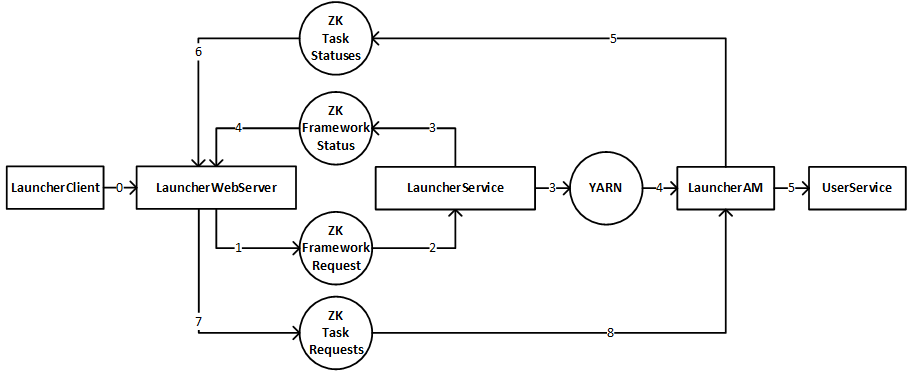 ZK
Task
Statuses
5
6
ZK
Framework
Status
4
3
LauncherClient
0
LauncherWebServer
LauncherService
3
YARN
4
LauncherAM
5
UserService
1
ZK
Framework
Request
2
7
ZK
Task
Requests
8